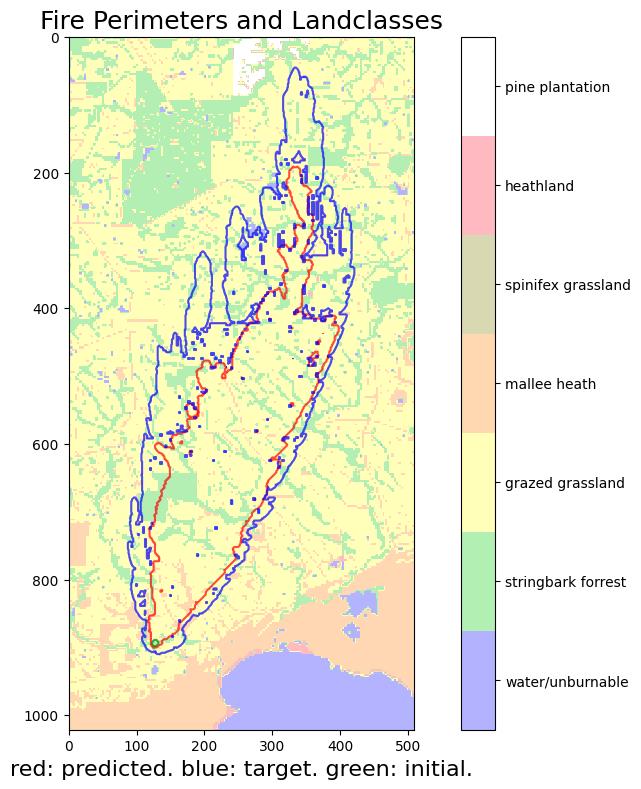 Fire Perimeters and Landclasses
0
200
400
600
800
1000
0
100
200
300
400
500
pine plantation
heathland
spinifex grassland
mallee heath
grazed grassland
stringbark forrest
water/unburnable
red: predicted. blue: target. green: initial.